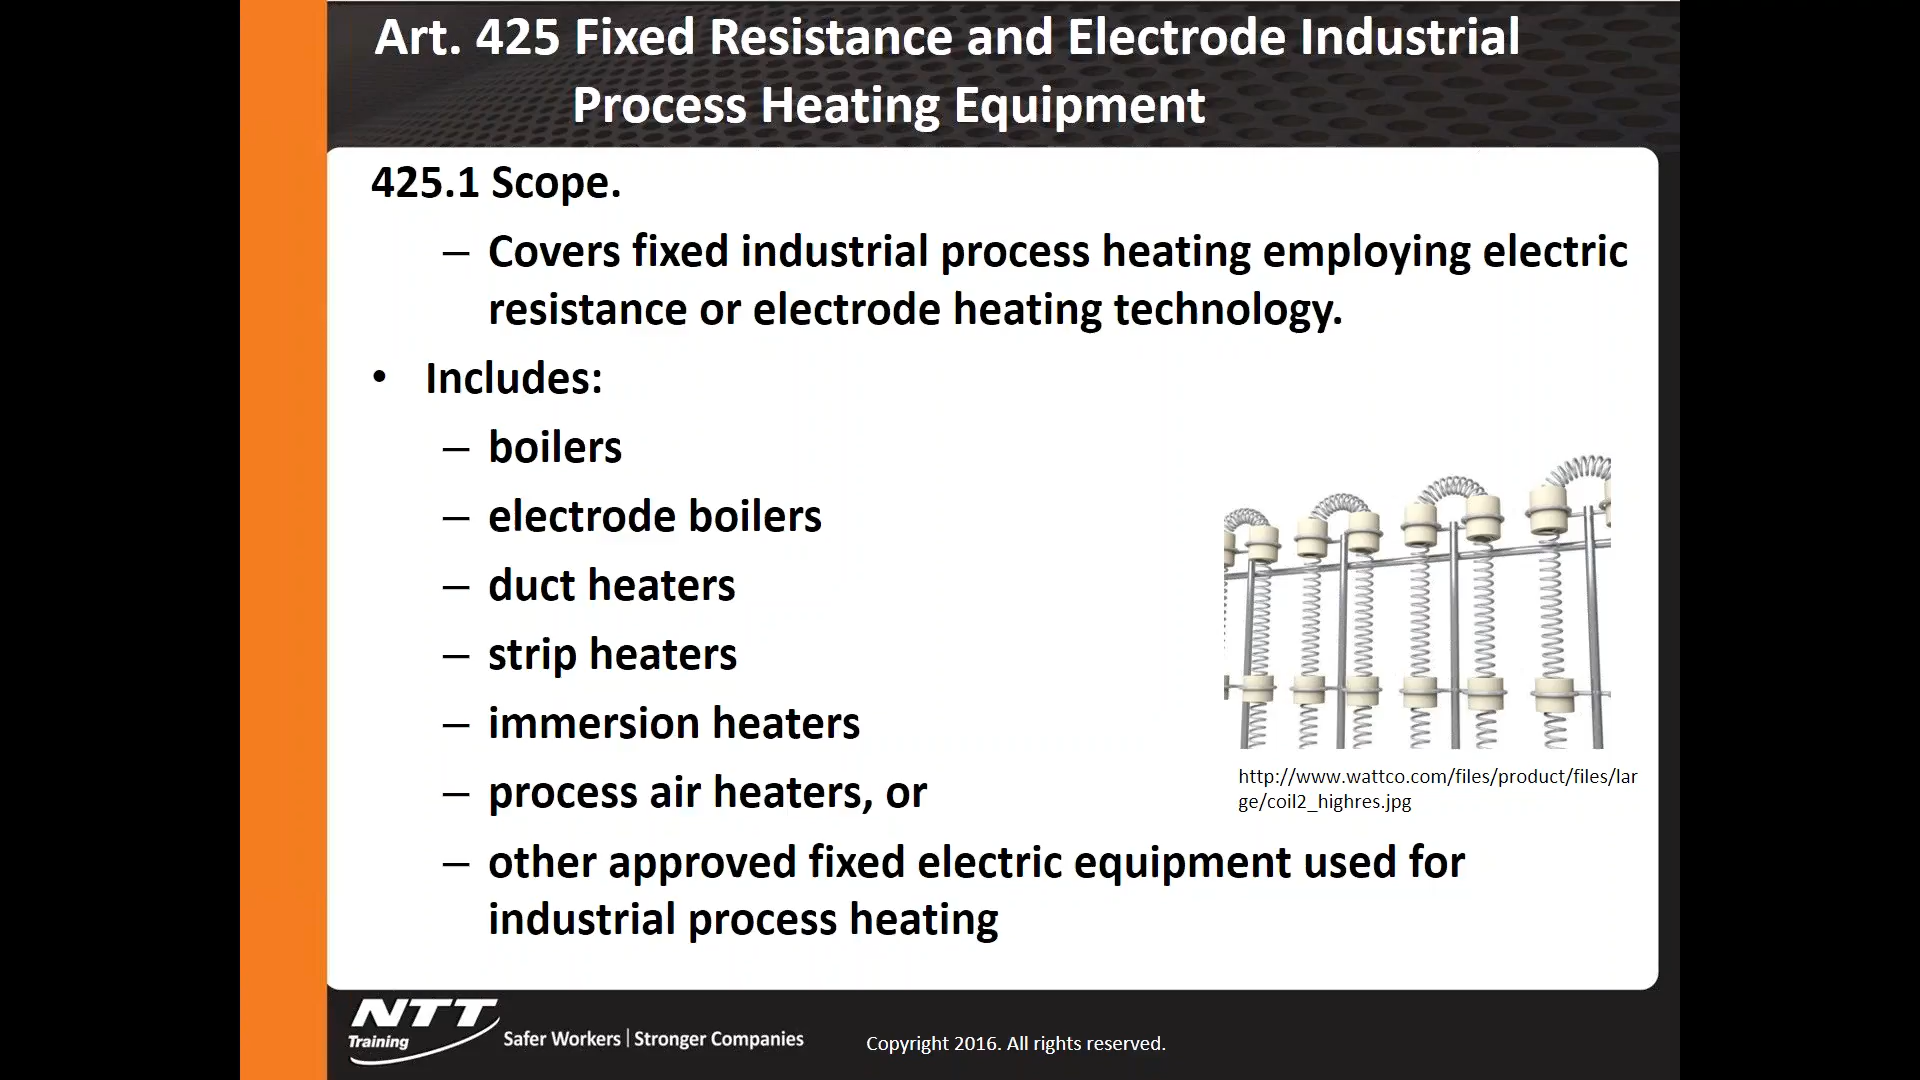 Art. 425 Fixed Resistance and Electrode Industrial
Process Heating Equipment
425.1 Scope.
– Covers fixed industrial process heating employing electric
resistance or electrode heating technology.
• Includes:
– boilers
– electrode boilers
– duct heaters
– strip heaters
– immersion heaters
– process air heaters, or
– other approved fixed electric equipment used for
industrial process heating
http://www.wattco.com/files/product/files/lar
ge/coil2_highres.jpg
NTT
Training
Safer Workers | Stronger Companies
Copyright 2016. All rights reserved.